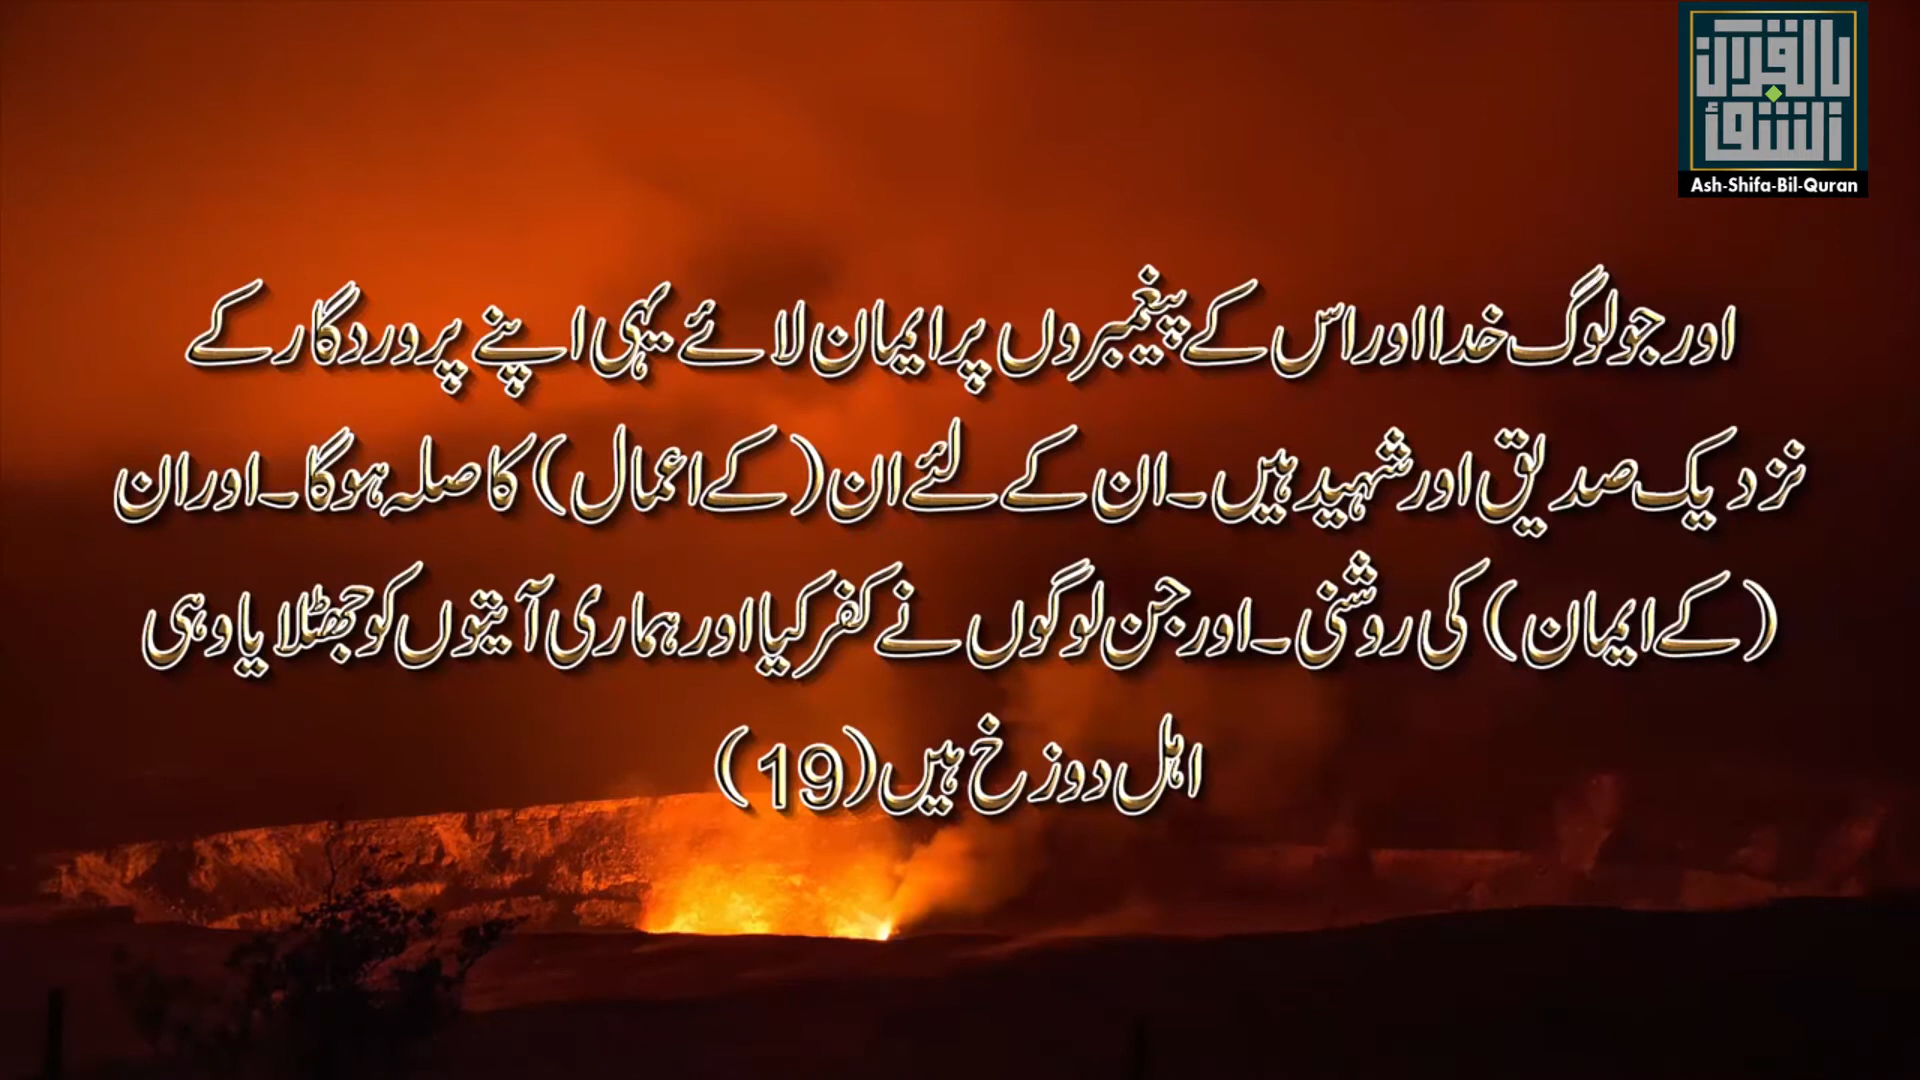 بالقرآن
الشفؤ
Ash-Shifa-Bil-Quran
اور جو لوگ خدا اور اس کے پیغمبروں پر ایمان لائے یہی اپنے پروردگار کے
نزدیک صدیق اور شہید ہیں۔ ان کے لئے ان (کے اعمال) کا صلہ ہوگا۔ اور ان
(کے ایمان) کی روشنی۔ اور جن لوگوں نے کفر کیا اور ہماری آیتوں کو جھٹلایا وہی
اہل دوزخ ہیں (19)